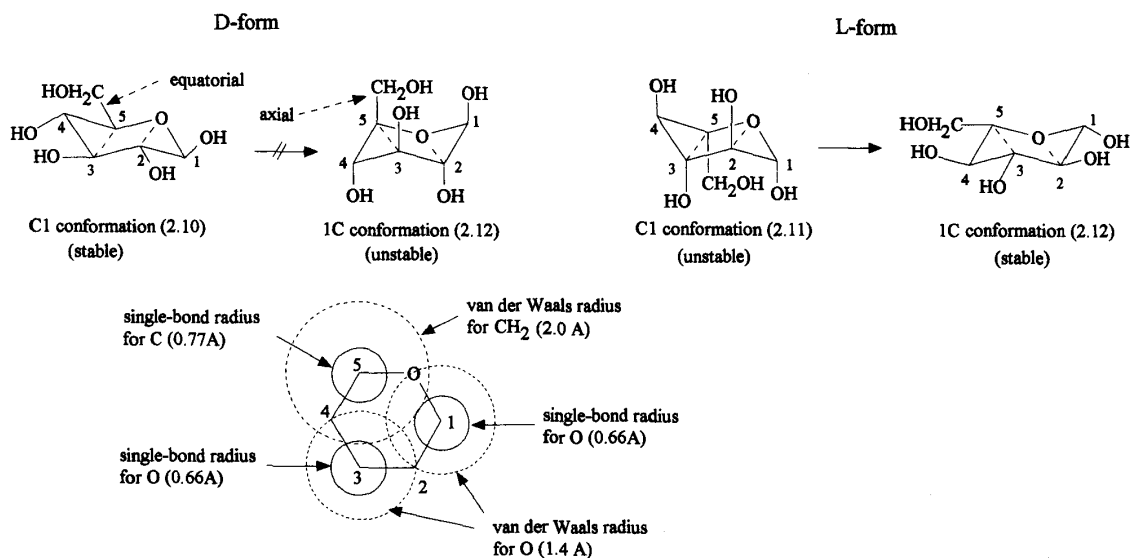 D-form
L-form
HOH₂C
equatorial
5
O
OH
4
HO
HO
3
2
OH
1
C1 conformation (2.10)
(stable)
CH₂OH
OH
axial
HO
5
O
1
4
3
2
OH
OH
1C conformation (2.12)
(unstable)
OH
HO
4
O
5
3
2
1
CH₂OH
HO
OH
C1 conformation (2.11)
(unstable)
5
1
HOH₂C
O
OH
HO
OH
4
3
2
HO
1C conformation (2.12)
(stable)
single-bond radius
for C (0.77A)
van der Waals radius
for CH₂ (2.0 A)
5
O
4
1
single-bond radius
for O (0.66A)
single-bond radius
for O (0.66A)
3
2
van der Waals radius
for O (1.4 A)